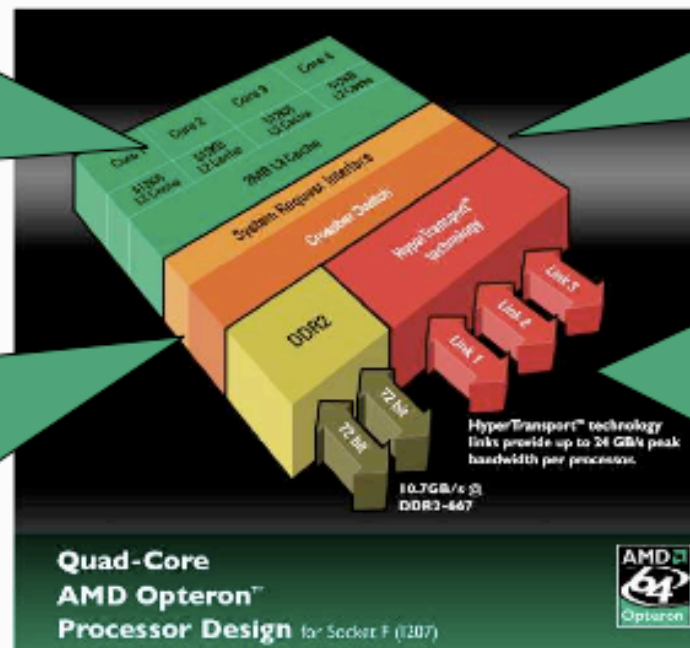 Core 1
Core 2
Core 3
Core 4
512KB
L2 Cache
512KB
L2 Cache
512KB
L2 Cache
512KB
L2 Cache
2MB L3 Cache
System Request Interface
Crossbar Switch
HyperTransport™
technology
DDR2
Link 1
Link 2
Link 3
72 bit
72 bit
HyperTransport™ technology
links provide up to 24 GB/s peak
bandwidth per processor.
10.7GB/s @
DDR2-667
Quad-Core
AMD Opteron™
Processor Design for Socket F (1207)
AMD
64
Opteron